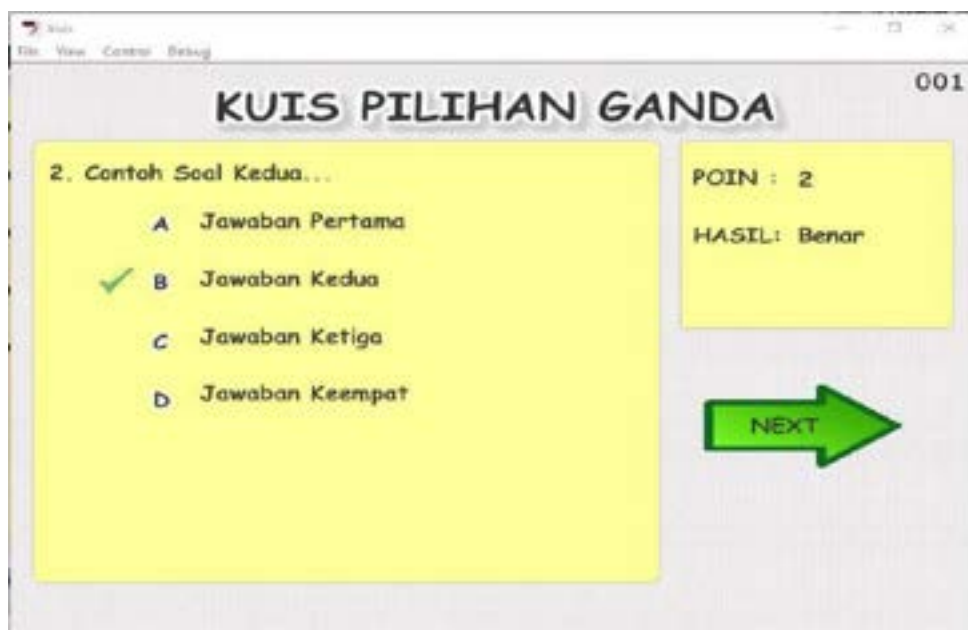 Kuis
File View Control Debug
001
KUIS PILIHAN GANDA
2. Contoh Soal Kedua...
A Jawaban Pertama
B Jawaban Kedua
C Jawaban Ketiga
D Jawaban Keempat
POIN : 2
HASIL: Benar
NEXT